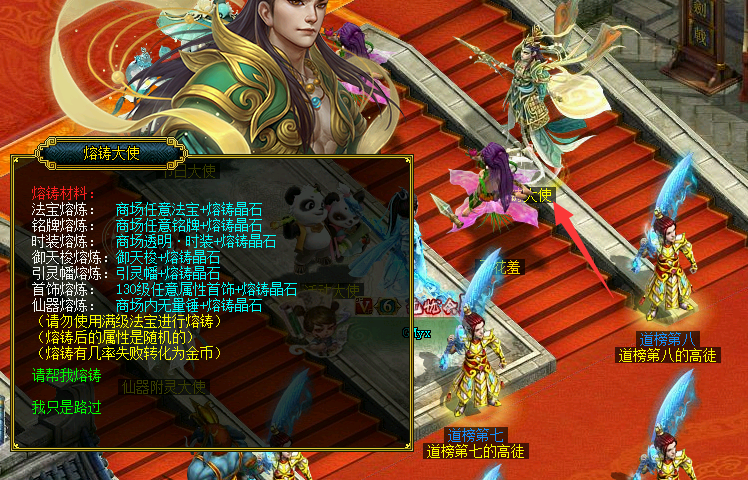 熔铸大使
熔铸材料：
法宝熔炼： 商场任意法宝+熔铸晶石
铭牌熔炼： 商场任意铭牌+熔铸晶石
时装熔炼： 商场透明·时装+熔铸晶石
御天梭熔炼：御天梭+熔铸晶石
引灵幡熔炼：引灵幡+熔铸晶石
首饰熔炼： 130级任意属性首饰+熔铸晶石
仙器熔炼： 商场内无量锤+熔铸晶石
（请勿使用满级法宝进行熔铸）
（熔铸后的属性是随机的）
（熔铸有几率失败转化为金币）
请帮我熔铸
我只是路过
仙器附灵大使
大使
花羞
大使
V 6
道榜第八
道榜第八的高徒
道榜第七
道榜第七的高徒